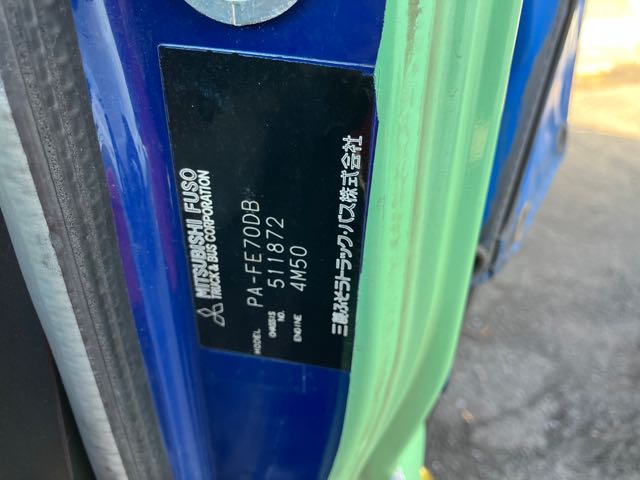 MITSUBISHI FUSO
TRUCK & BUS CORPORATION
MODEL PA-FE70DB
CHASSIS NO. 511872
ENGINE 4M50
三菱ふそうトラック・バス株式会社